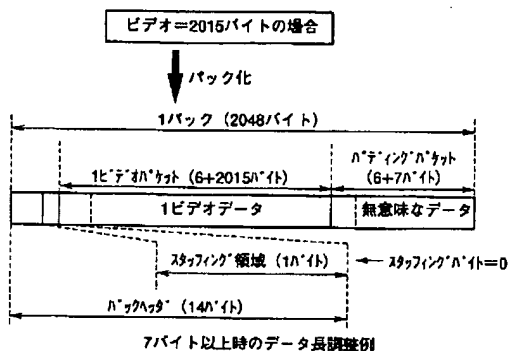 ビデオ=2015バイトの場合
パック化
1パック (2048バイト)
1ビデオパケット (6+2015バイト)
パディングパケット
(6+7バイト)
1ビデオデータ
無意味なデータ
スタッフィング領域 (1バイト)
スタッフィングバイト=0
パックヘッダ (14バイト)
7バイト以上時のデータ長調整例